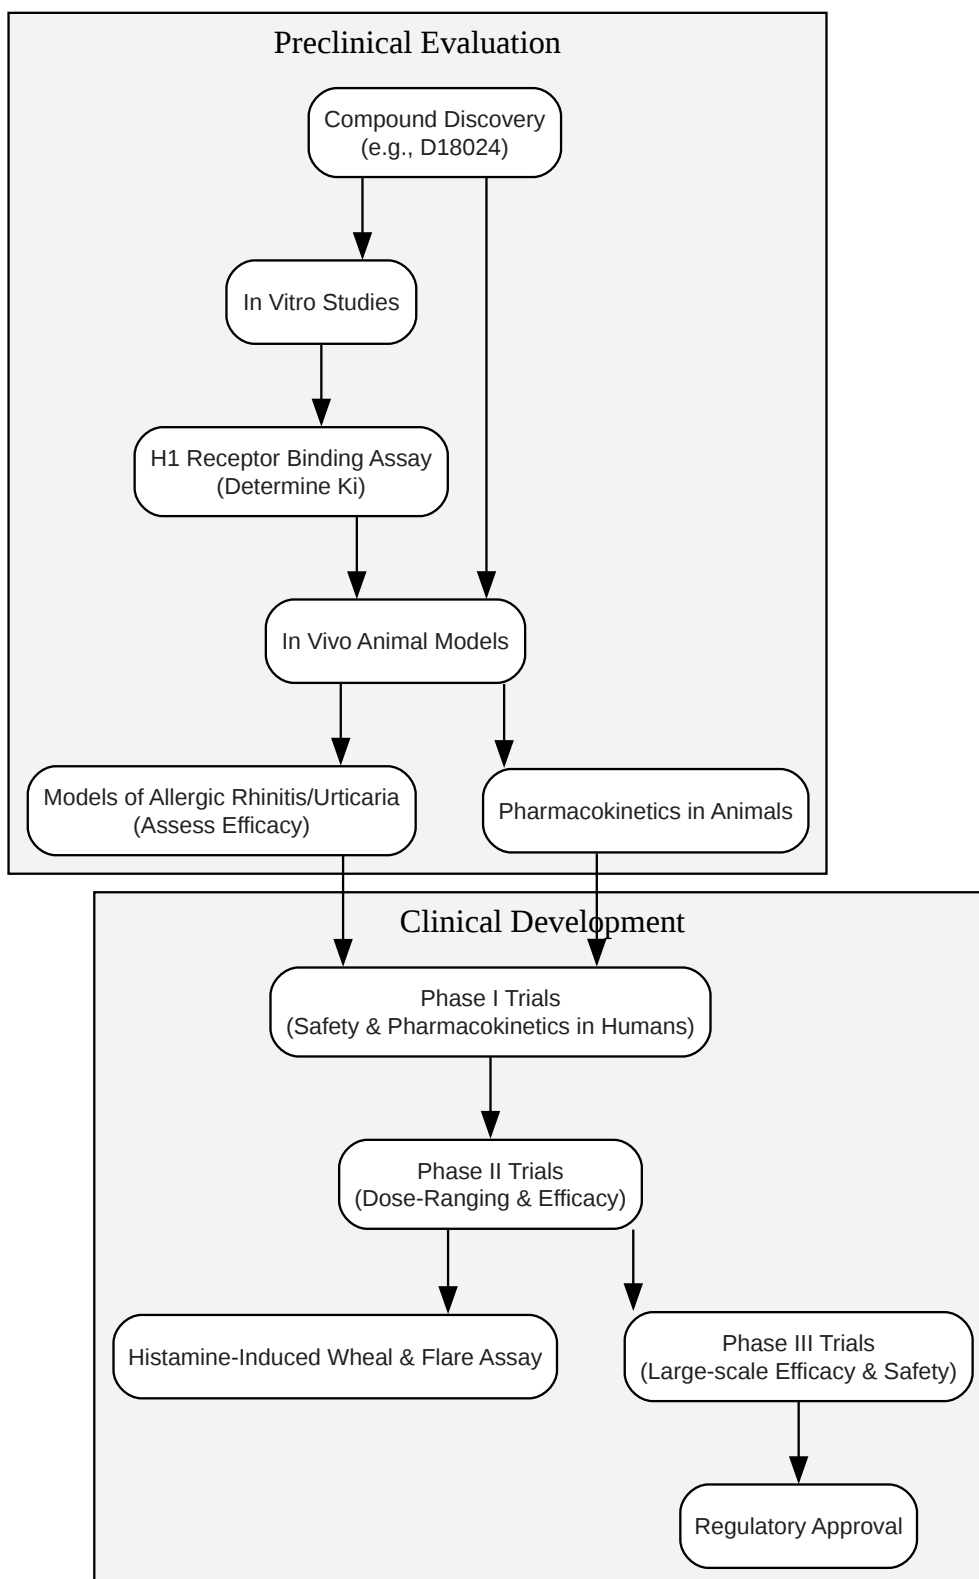 Preclinical Evaluation
Compound Discovery
(e.g., D18024)
In Vitro Studies
H1 Receptor Binding Assay
(Determine Ki)
In Vivo Animal Models
Models of Allergic Rhinitis/Urticaria
(Assess Efficacy)
Pharmacokinetics in Animals
Clinical Development
Phase I Trials
(Safety & Pharmacokinetics in Humans)
Phase II Trials
(Dose-Ranging & Efficacy)
Histamine-Induced Wheal & Flare Assay
Phase III Trials
(Large-scale Efficacy & Safety)
Regulatory Approval